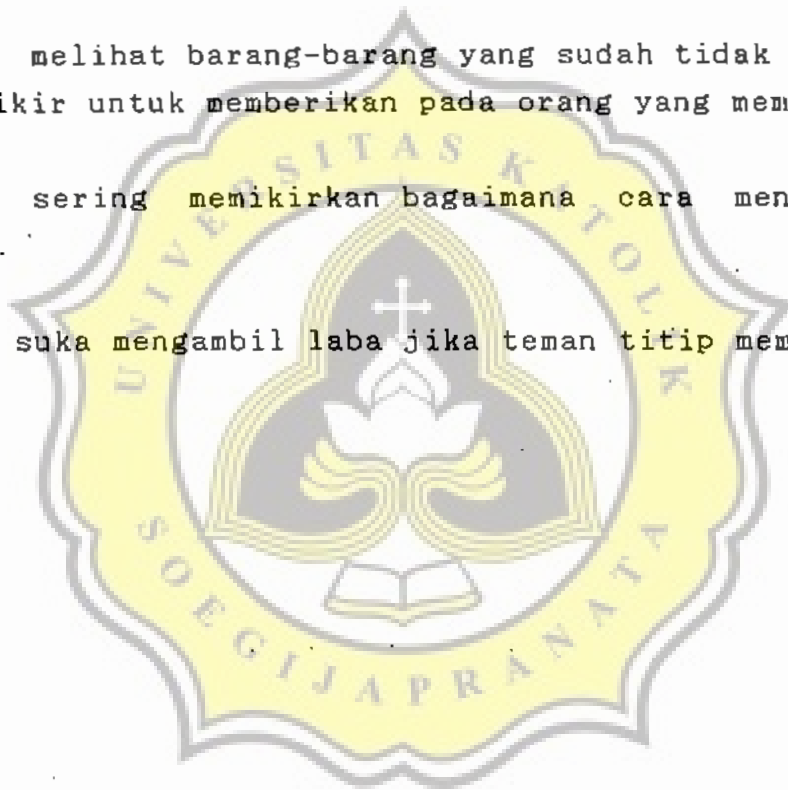 melihat barang-barang yang sudah tidak
ikir untuk memberikan pada orang yang mem
sering memikirkan bagaimana cara men
suka mengambil laba jika teman titip mem
UNIVERSITAS KATOLIK
SOEGIJAPRANATA